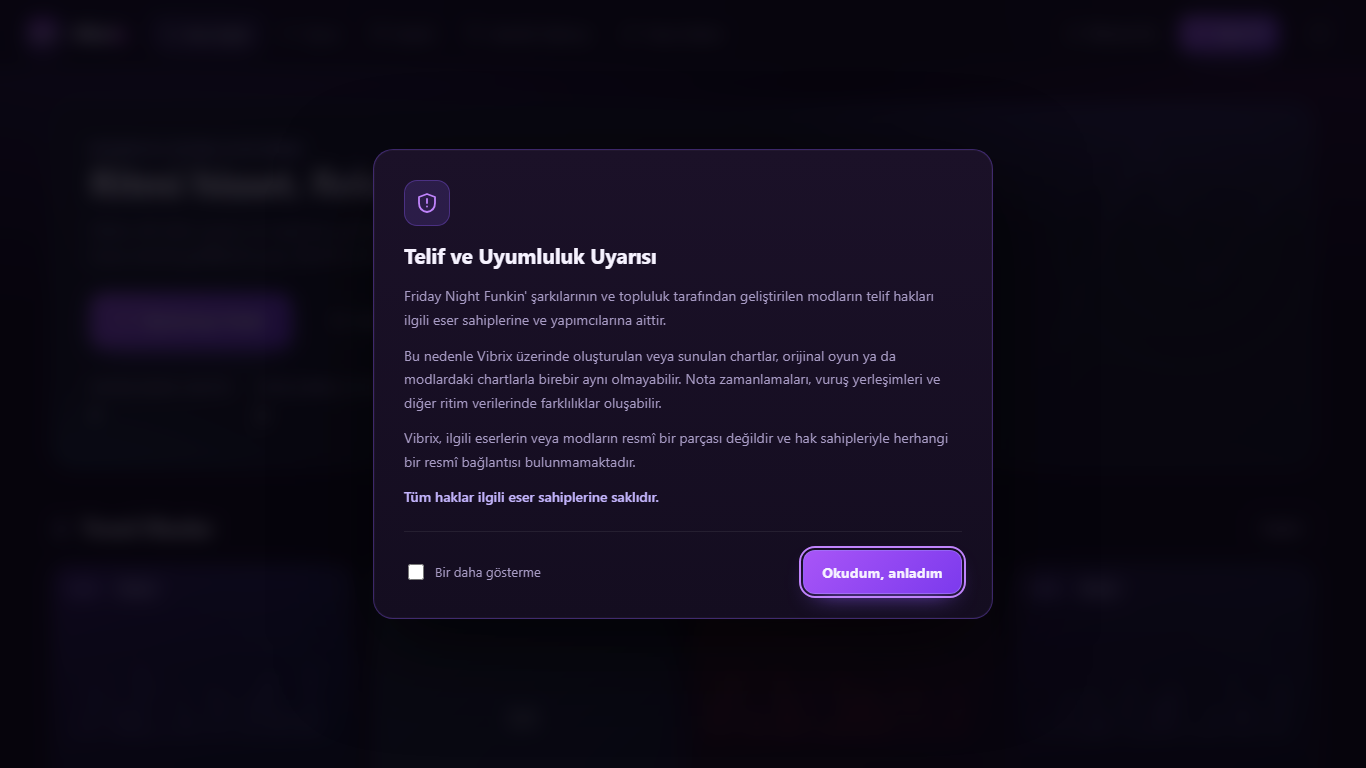 Telif ve Uyumluluk Uyarısı
Friday Night Funkin' şarkılarının ve topluluk tarafından geliştirilen modların telif hakları
ilgili eser sahiplerine ve yapımcılarına aittir.
Bu nedenle Vibrix üzerinde oluşturulan veya sunulan chartlar, orijinal oyun ya da
modlardaki chartlarla birebir aynı olmayabilir. Nota zamanlamaları, vuruş yerleşimleri ve
diğer ritim verilerinde farklılıklar oluşabilir.
Vibrix, ilgili eserlerin veya modların resmî bir parçası değildir ve hak sahipleriyle herhangi
bir resmî bağlantısı bulunmamaktadır.
Tüm haklar ilgili eser sahiplerine saklıdır.
Bir daha gösterme
Okudum, anladım